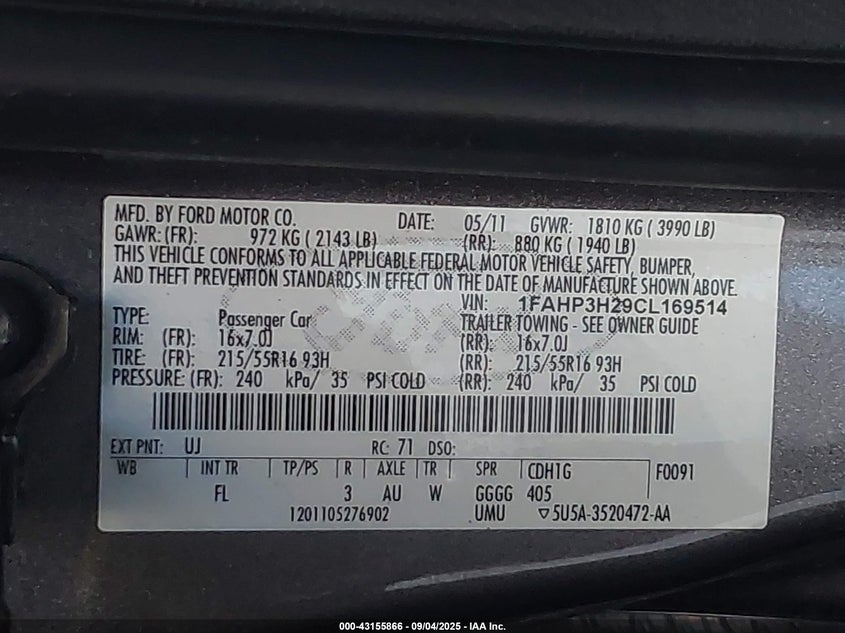 MFD. BY FORD MOTOR CO. DATE: 05/11 GVWR: 1810 KG ( 3990 LB)
GAWR: (FR): 972 KG ( 2143 LB) (RR): 880 KG ( 1940 LB)
THIS VEHICLE CONFORMS TO ALL APPLICABLE FEDERAL MOTOR VEHICLE SAFETY, BUMPER,
AND THEFT PREVENTION STANDARDS IN EFFECT ON THE DATE OF MANUFACTURE SHOWN ABOVE.
VIN: 1FAHP3H29CL169514
TYPE: Passenger Car TRAILER TOWING - SEE OWNER GUIDE
RIM: (FR): 16x7.0J (RR): 16x7.0J
TIRE: (FR): 215/55R16 93H (RR): 215/55R16 93H
PRESSURE: (FR): 240 kPa/ 35 PSI COLD (RR): 240 kPa/ 35 PSI COLD
EXT PNT: UJ RC: 71 DSO:
WB INT TR TP/PS R AXLE TR SPR CDH1G F0091
FL 3 AU W GGGG 405
1201105276902 UMU ▽5U5A-3520472-AA
000-43155866 - 09/04/2025 - IAA Inc.